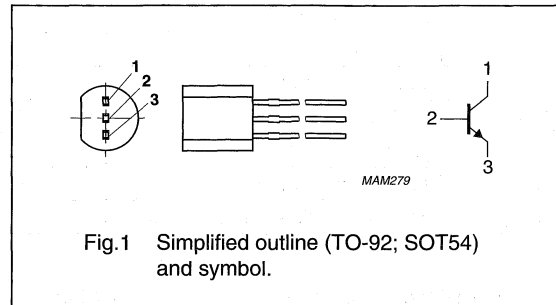 1
2
3
1
2
3
MAM279
Fig.1 Simplified outline (TO-92; SOT54)
and symbol.